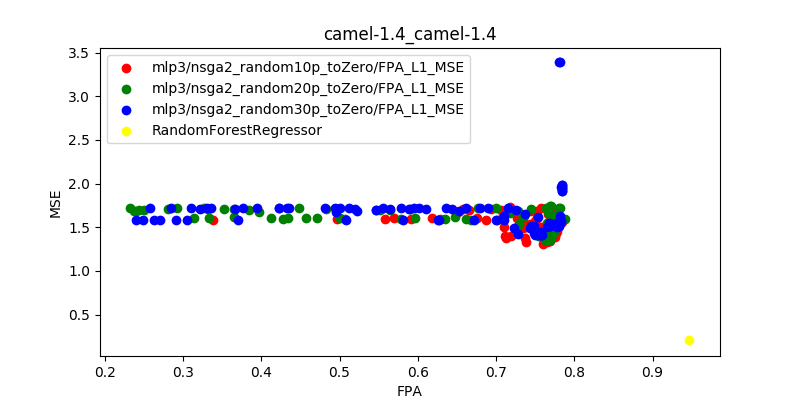 camel-1.4_camel-1.4
mlp3/nsga2_random10p_toZero/FPA_L1_MSE
mlp3/nsga2_random20p_toZero/FPA_L1_MSE
mlp3/nsga2_random30p_toZero/FPA_L1_MSE
RandomForestRegressor
MSE
3.5
3.0
2.5
2.0
1.5
1.0
0.5
0.2 0.3 0.4 0.5 0.6 0.7 0.8 0.9
FPA